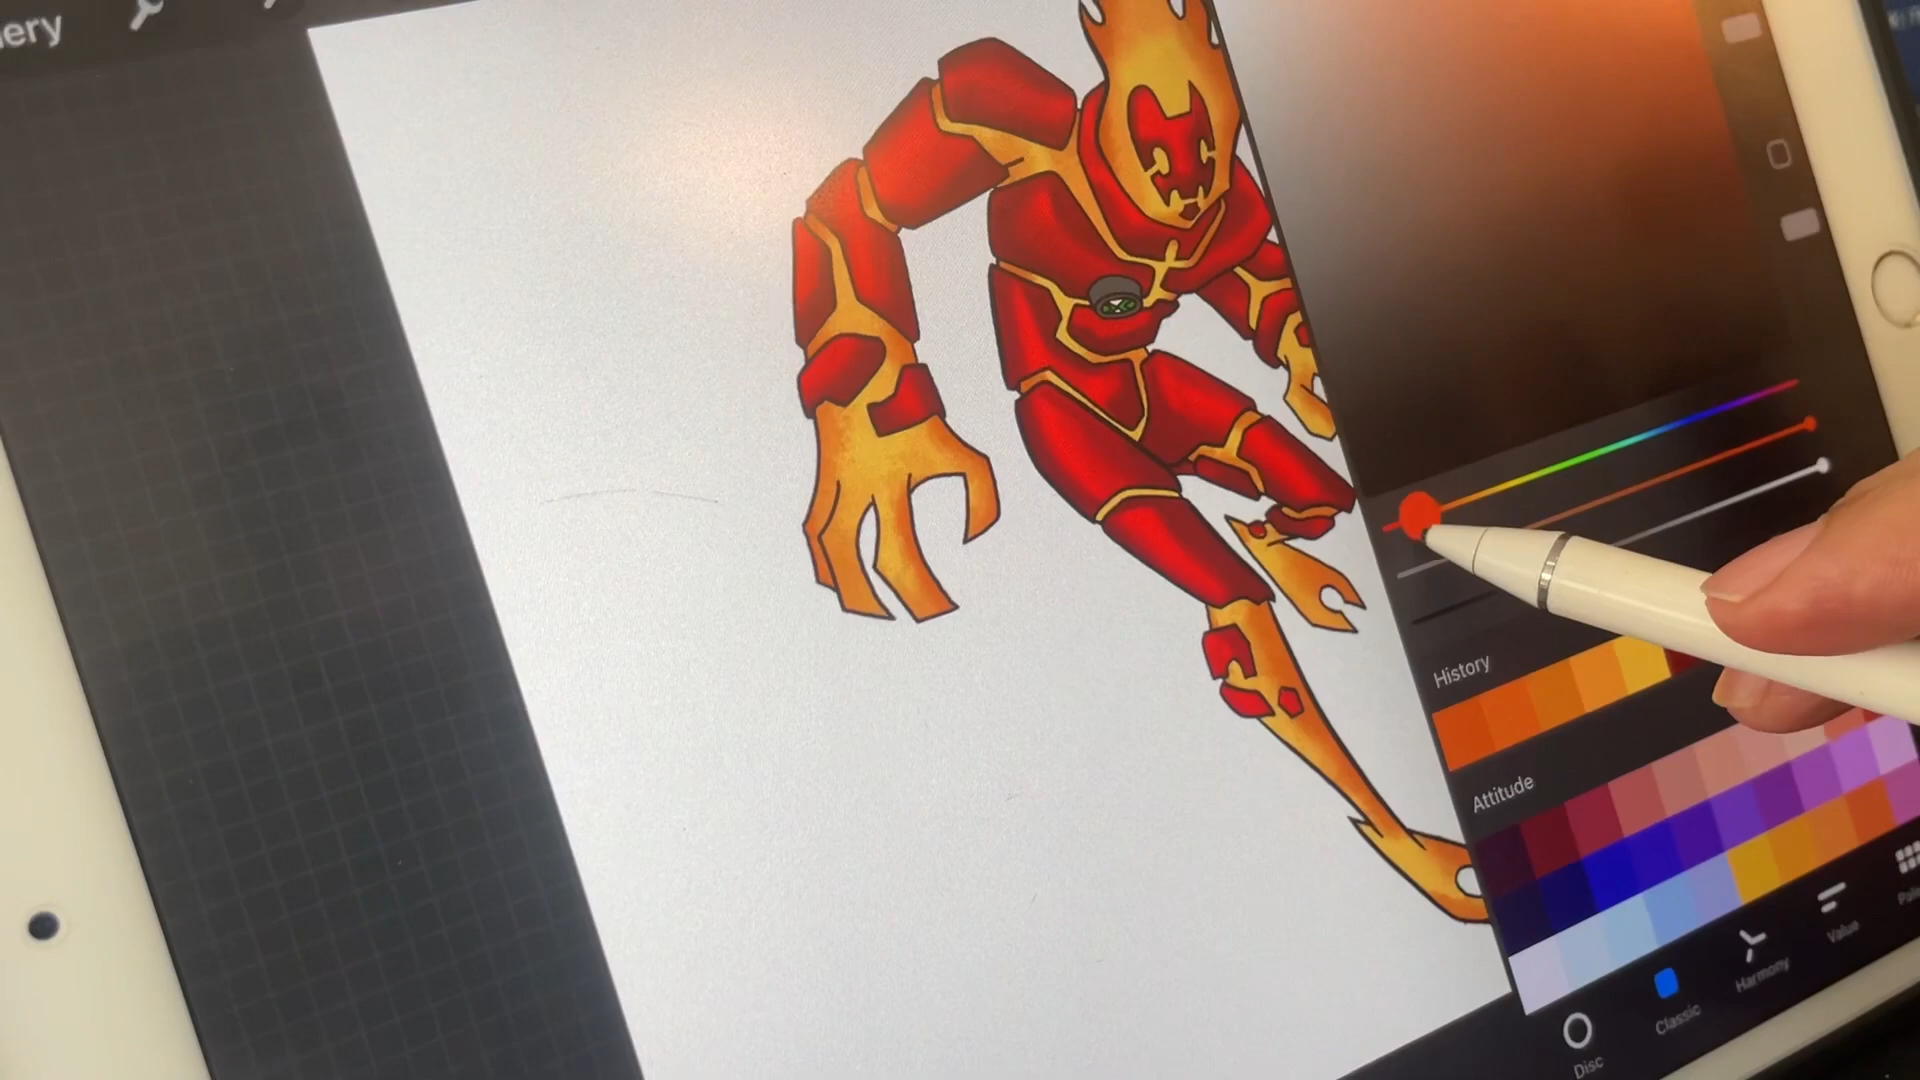 ery
History
Attitude
Disc
Classic
Harmony
Value